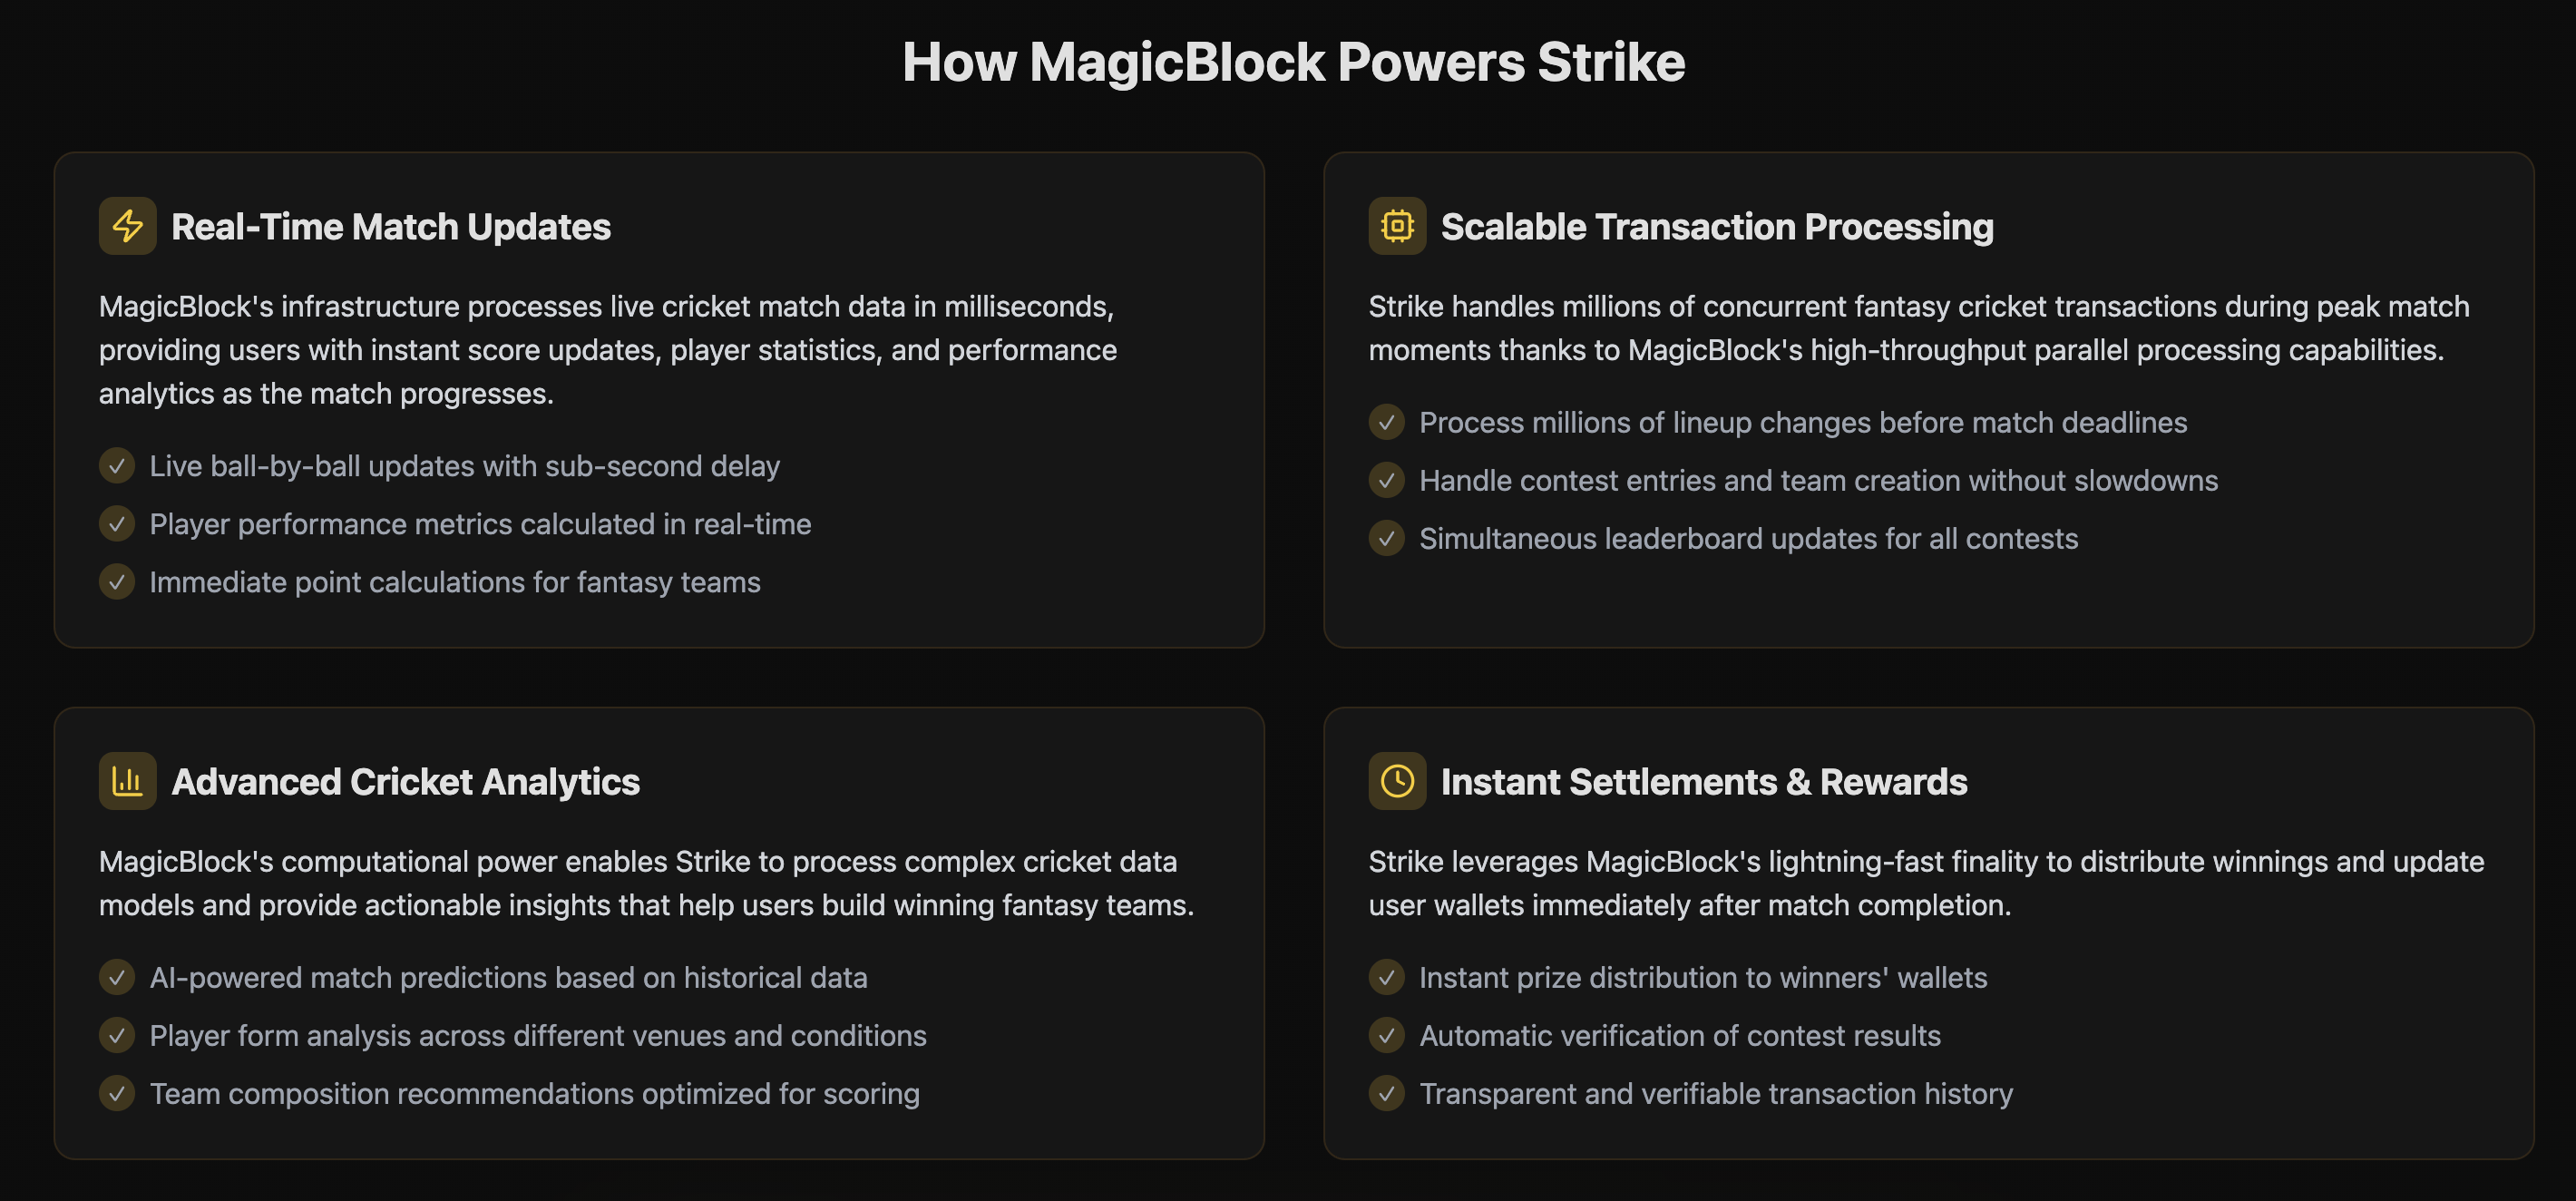 How MagicBlock Powers Strike
Real-Time Match Updates
MagicBlock's infrastructure processes live cricket match data in milliseconds,
providing users with instant score updates, player statistics, and performance
analytics as the match progresses.
Live ball-by-ball updates with sub-second delay
Player performance metrics calculated in real-time
Immediate point calculations for fantasy teams
Scalable Transaction Processing
Strike handles millions of concurrent fantasy cricket transactions during peak match
moments thanks to MagicBlock's high-throughput parallel processing capabilities.
Process millions of lineup changes before match deadlines
Handle contest entries and team creation without slowdowns
Simultaneous leaderboard updates for all contests
Advanced Cricket Analytics
MagicBlock's computational power enables Strike to process complex cricket data
models and provide actionable insights that help users build winning fantasy teams.
AI-powered match predictions based on historical data
Player form analysis across different venues and conditions
Team composition recommendations optimized for scoring
Instant Settlements & Rewards
Strike leverages MagicBlock's lightning-fast finality to distribute winnings and update
user wallets immediately after match completion.
Instant prize distribution to winners' wallets
Automatic verification of contest results
Transparent and verifiable transaction history